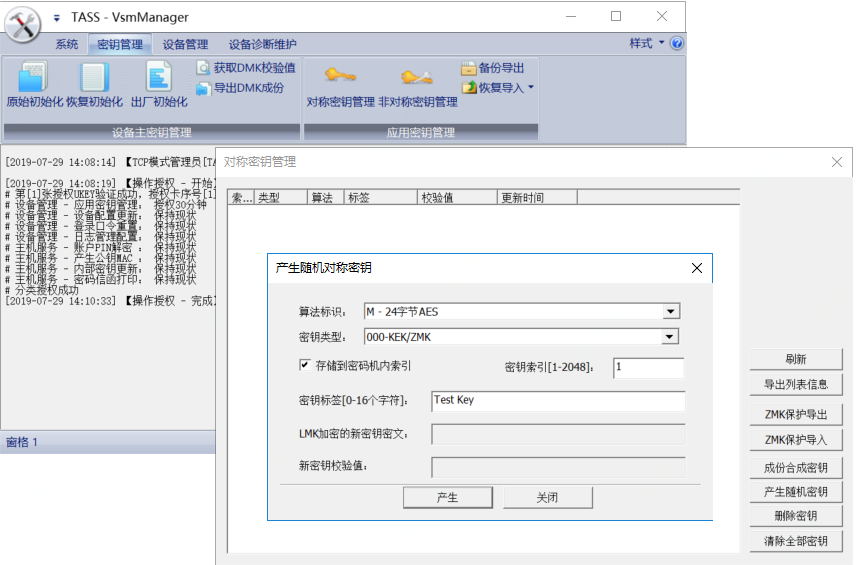 TASS - VsmManager
系统 密钥管理 设备管理 设备诊断维护 样式
原始初始化 恢复初始化 出厂初始化 获取DMK校验值 导出DMK成份
设备主密钥管理
对称密钥管理 非对称密钥管理 备份导出 恢复导入
应用密钥管理
[2019-07-29 14:08:14] 【TCP模式管理员[TA
[2019-07-29 14:08:19] 【操作授权 - 开始】
# 第[1]张授权UKEY验证成功，授权卡序号[1]
# 设备管理 - 应用密钥管理： 授权30分钟
# 设备管理 - 设备配置更新： 保持现状
# 设备管理 - 登录口令重置： 保持现状
# 设备管理 - 日志管理配置： 保持现状
# 主机服务 - 账户PIN解密 ： 保持现状
# 主机服务 - 产生公钥MAC ： 保持现状
# 主机服务 - 内部密钥更新： 保持现状
# 主机服务 - 密码信函打印： 保持现状
# 分类授权成功
[2019-07-29 14:10:33] 【操作授权 - 完成】
窗格 1
对称密钥管理
索... 类型 算法 标签 校验值 更新时间
产生随机对称密钥
算法标识： M - 24字节AES
密钥类型： 000-KEK/ZMK
存储到密码机内索引 密钥索引[1-2048]： 1
密钥标签[0-16个字符]： Test Key
LMK加密的新密钥密文：
新密钥校验值：
产生 关闭
刷新
导出列表信息
ZMK保护导出
ZMK保护导入
成份合成密钥
产生随机密钥
删除密钥
清除全部密钥